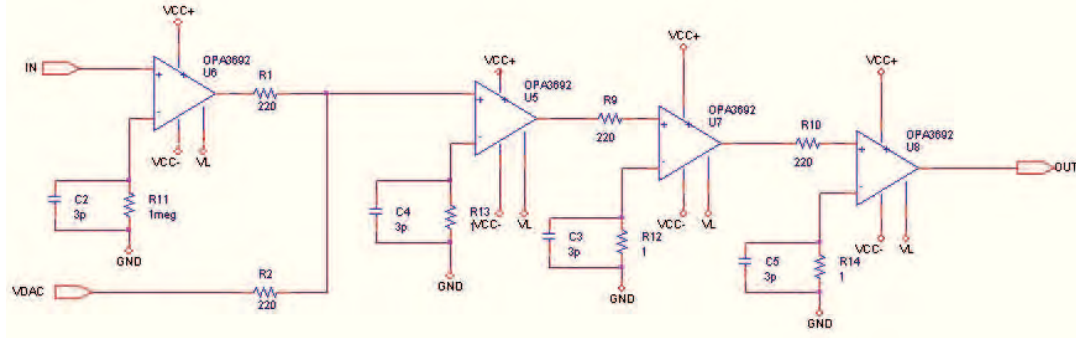 VCC+
IN
OPA3692
U6
R1
220
VCC-
VL
C2
3p
R11
1meg
GND
VDAC
R2
220
VCC+
OPA3692
U5
C4
3p
R13
VCC-
VL
GND
R9
220
VCC+
OPA3692
U7
C3
3p
R12
1
VCC-
VL
GND
R10
220
VCC+
OPA3692
U8
OUT
C5
3p
R14
1
VCC-
VL
GND